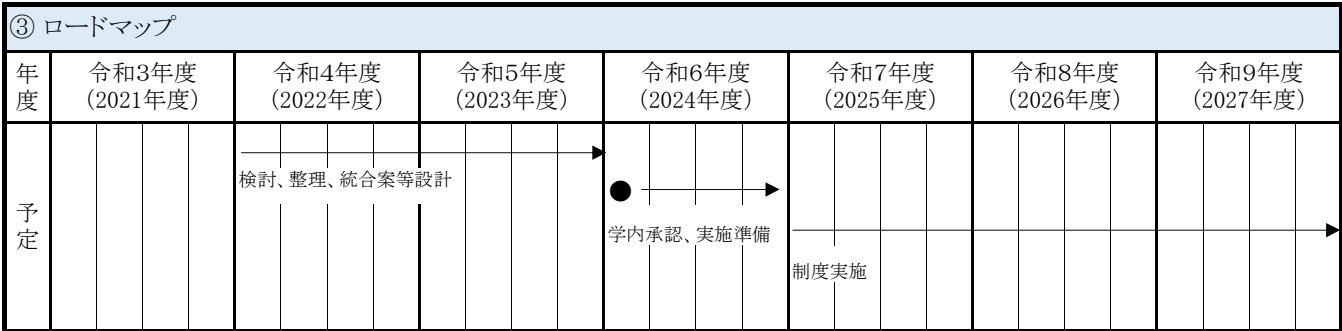 ③ ロードマップ
年度
令和3年度
（2021年度）
令和4年度
（2022年度）
令和5年度
（2023年度）
令和6年度
（2024年度）
令和7年度
（2025年度）
令和8年度
（2026年度）
令和9年度
（2027年度）
予定
検討、整理、統合案等設計
学内承認、実施準備
制度実施